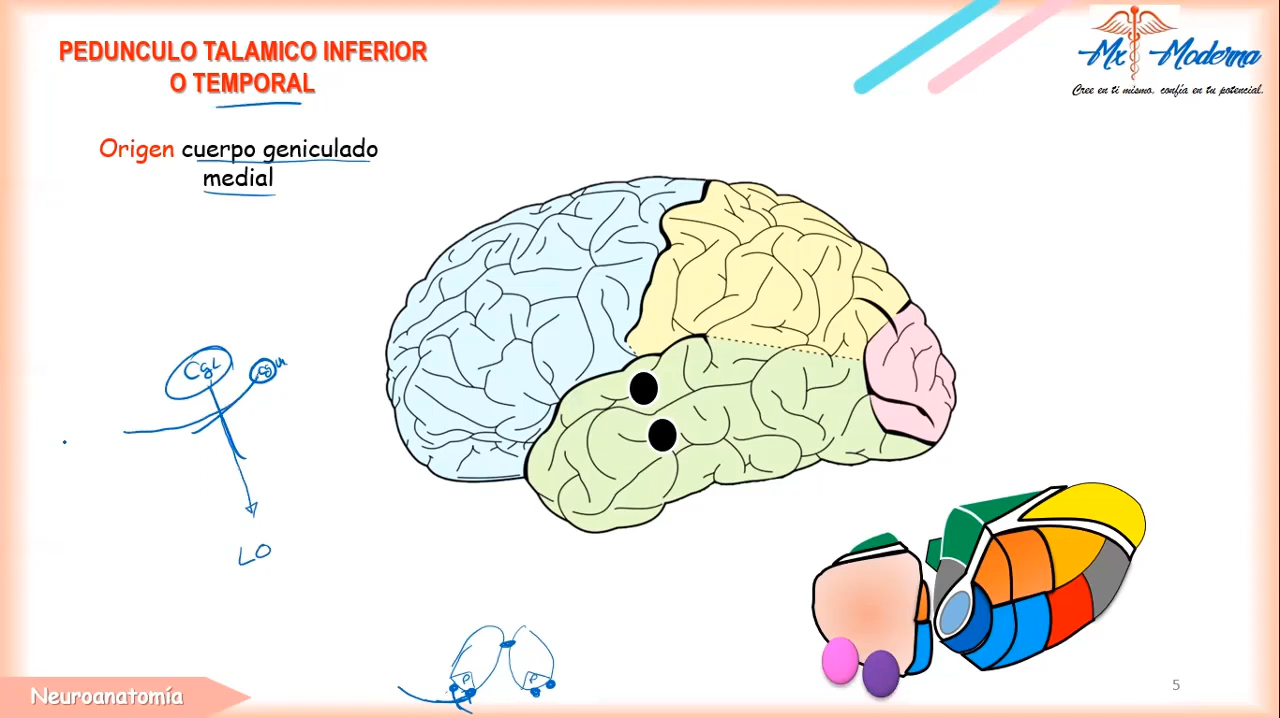 PEDUNCULO TALAMICO INFERIOR
O TEMPORAL
Mx Moderna
Cree en ti mismo, confía en tu potencial.
Origen cuerpo geniculado
medial
CgL
cg M
LO
P P
Neuroanatomía
5